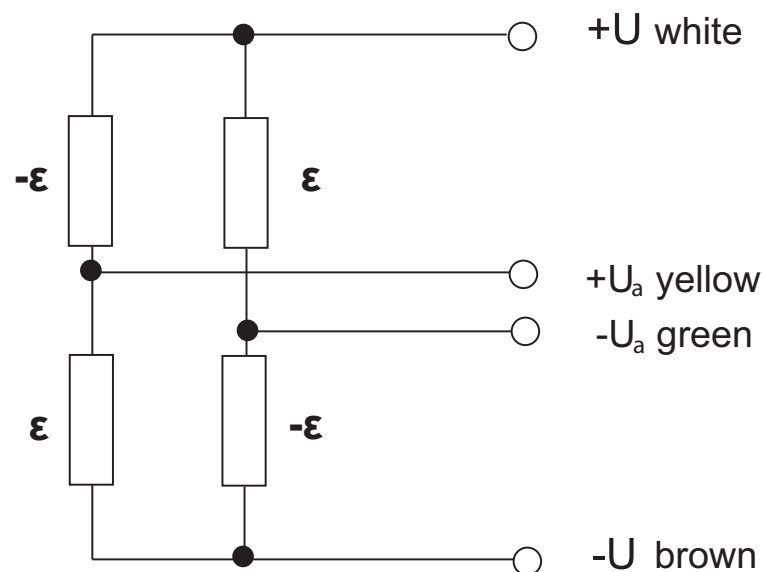 +U white
-ε ε
+Uₐ yellow
-Uₐ green
ε -ε
-U brown